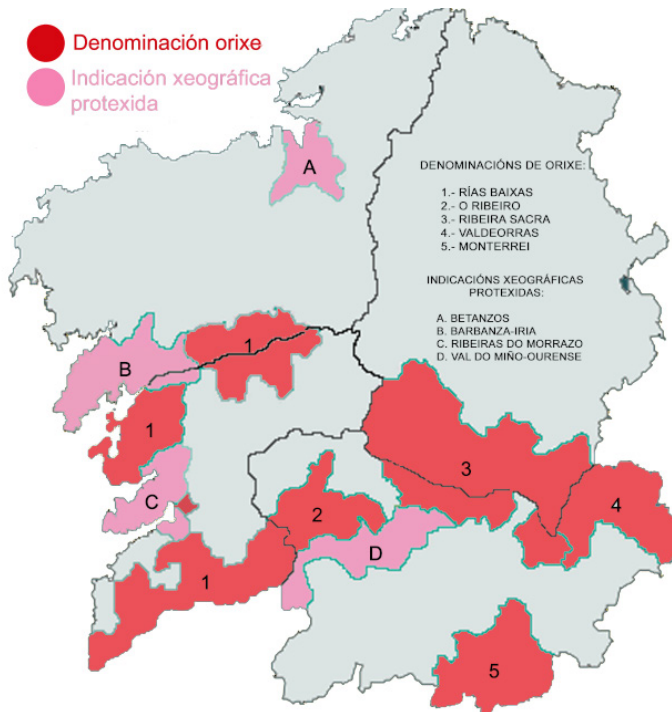 Denominación orixe
Indicación xeográfica
protexida
A
DENOMINACIÓNS DE ORIXE:
1.- RÍAS BAIXAS
2.- O RIBEIRO
3.- RIBEIRA SACRA
4.- VALDEORRAS
5.- MONTERREI
INDICACIÓNS XEOGRÁFICAS
PROTEXIDAS:
A. BETANZOS
B. BARBANZA-IRIA
C. RIBEIRAS DO MORRAZO
D. VAL DO MIÑO-OURENSE
1
B
1
3
C
4
2
D
1
5